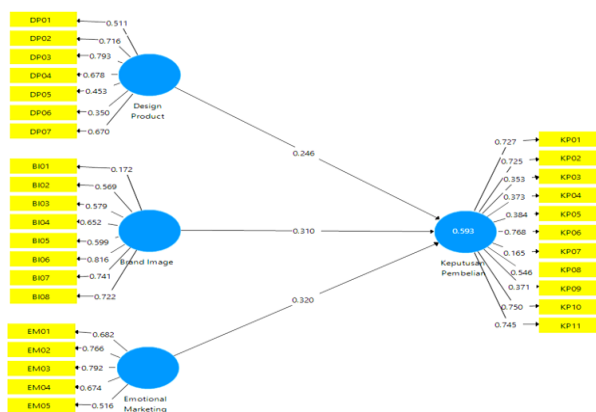 DP01
DP02
DP03
DP04
DP05
DP06
DP07
0.511
0.716
0.793
0.678
0.453
0.350
0.670
Design
Product
BI01
BI02
BI03
BI04
BI05
BI06
BI07
BI08
0.172
0.569
0.579
0.652
0.599
0.816
0.741
0.722
Brand Image
EM01
EM02
EM03
EM04
EM05
0.682
0.766
0.792
0.674
0.516
Emotional
Marketing
0.246
0.310
0.320
0.593
Keputusan
Pembelian
0.727
0.725
0.353
0.373
0.384
0.768
0.165
0.546
0.371
0.750
0.745
KP01
KP02
KP03
KP04
KP05
KP06
KP07
KP08
KP09
KP10
KP11